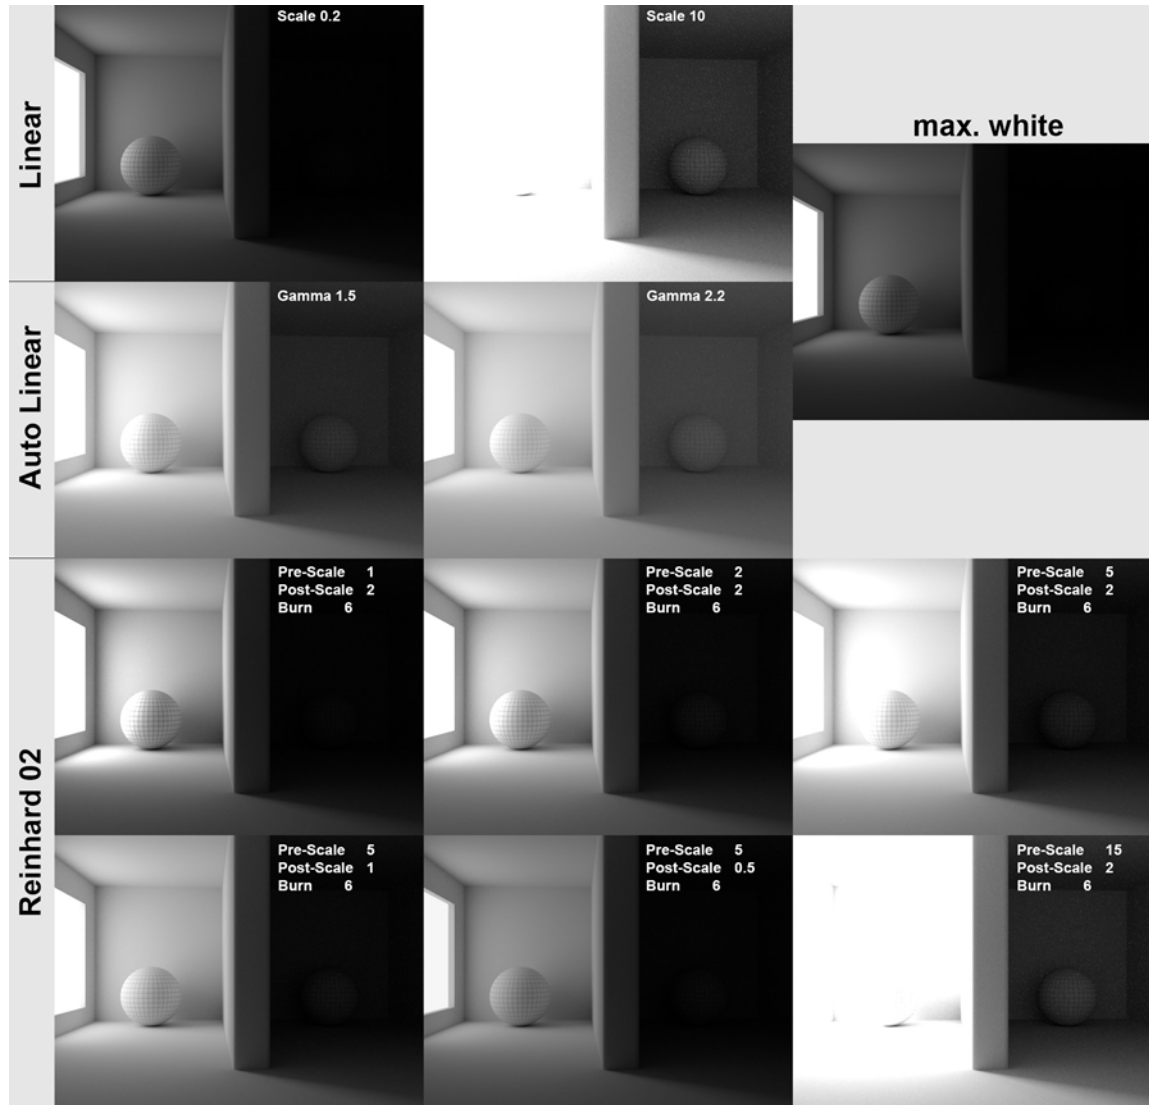 Linear
Scale 0.2
Scale 10
max. white
Auto Linear
Gamma 1.5
Gamma 2.2
Reinhard 02
Pre-Scale 1
Post-Scale 2
Burn 6
Pre-Scale 2
Post-Scale 2
Burn 6
Pre-Scale 5
Post-Scale 2
Burn 6
Pre-Scale 5
Post-Scale 1
Burn 6
Pre-Scale 5
Post-Scale 0.5
Burn 6
Pre-Scale 15
Post-Scale 2
Burn 6